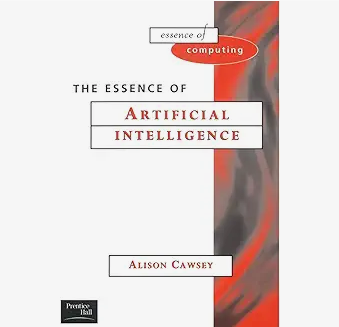 essence of
computing
THE ESSENCE OF
ARTIFICIAL
INTELLIGENCE
ALISON CAWSEY
Prentice
Hall